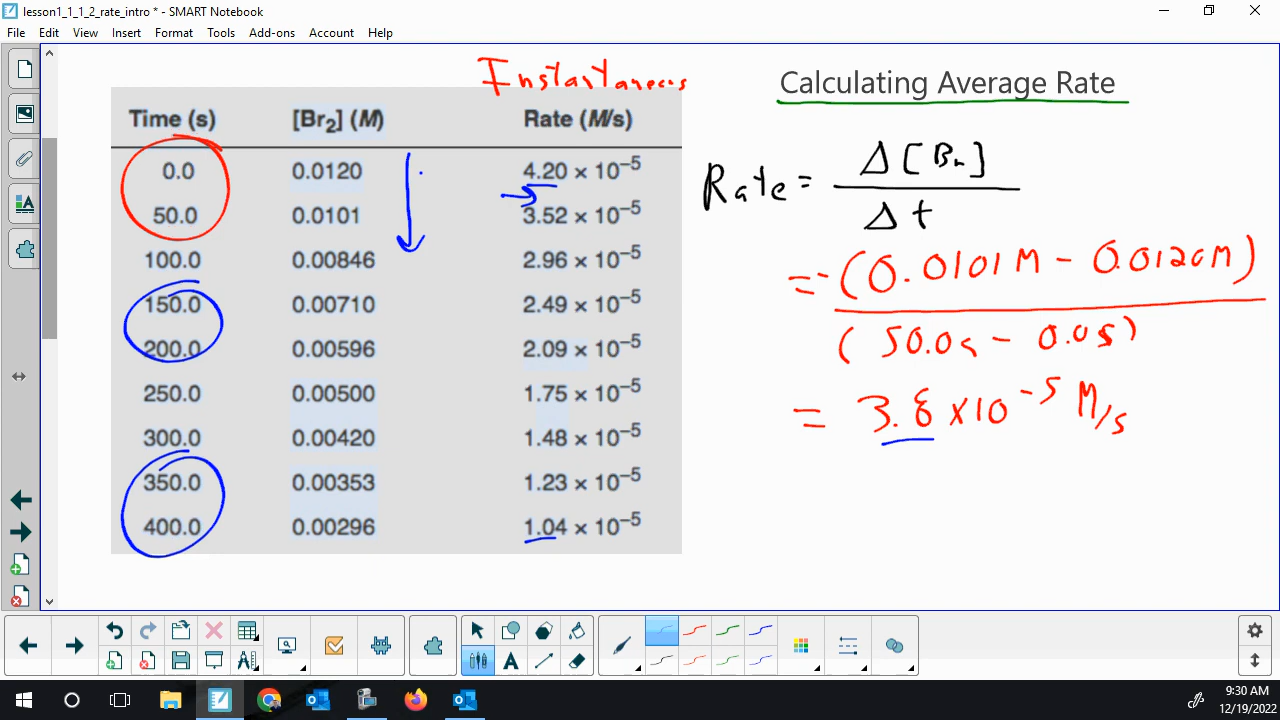 lesson1_1_1_2_rate_intro * - SMART Notebook
File Edit View Insert Format Tools Add-ons Account Help
Instantaneous
Calculating Average Rate
Time (s) [Br₂] (M) Rate (M/s)
0.0 0.0120 4.20 × 10⁻⁵
50.0 0.0101 3.52 × 10⁻⁵
100.0 0.00846 2.96 × 10⁻⁵
150.0 0.00710 2.49 × 10⁻⁵
200.0 0.00596 2.09 × 10⁻⁵
250.0 0.00500 1.75 × 10⁻⁵
300.0 0.00420 1.48 × 10⁻⁵
350.0 0.00353 1.23 × 10⁻⁵
400.0 0.00296 1.04 × 10⁻⁵
Rate = Δ[Br₂]
Δt
= -(0.0101M - 0.0120M)
(50.0s - 0.0s)
= 3.8 × 10⁻⁵ M/s
9:30 AM
12/19/2022